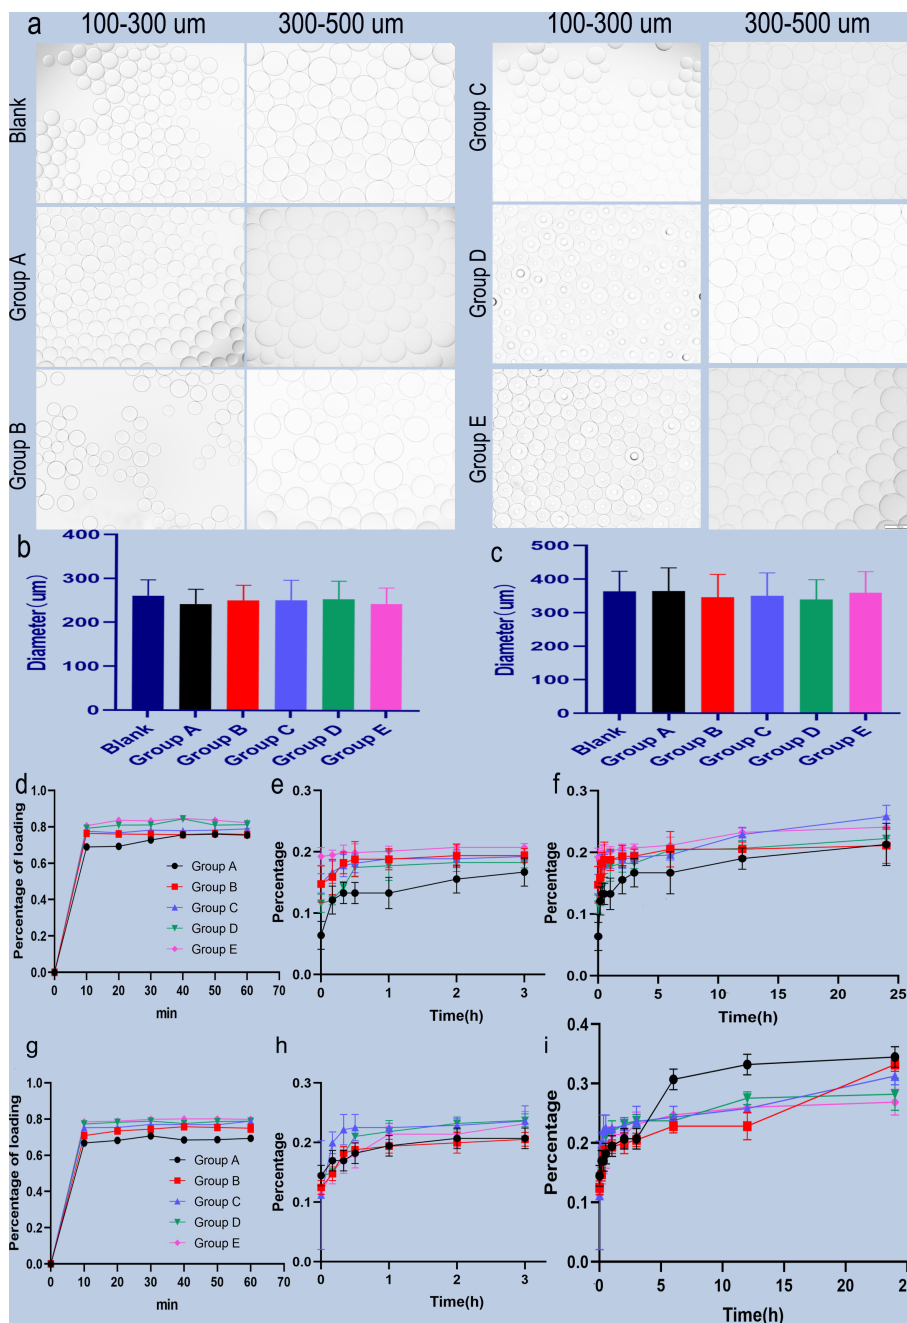 a
100-300 um
300-500 um
100-300 um
300-500 um
Blank
Group A
Group B
Group C
Group D
Group E
b
Diameter(um)
400
300
200
100
0
Blank
Group A
Group B
Group C
Group D
Group E
c
Diameter(um)
500
400
300
200
100
0
Blank
Group A
Group B
Group C
Group D
Group E
d
Percentage of loading
1.0
0.8
0.6
0.4
0.2
0.0
0 10 20 30 40 50 60 70
min
Group A
Group B
Group C
Group D
Group E
e
Percentage
0.3
0.2
0.1
0.0
0 1 2 3
Time(h)
f
Percentage
0.3
0.2
0.1
0.0
0 5 10 15 20 25
Time(h)
g
Percentage of loading
1.0
0.8
0.6
0.4
0.2
0.0
0 10 20 30 40 50 60 70
min
Group A
Group B
Group C
Group D
Group E
h
Percentage
0.3
0.2
0.1
0.0
0 1 2 3
Time(h)
i
Percentage
0.4
0.3
0.2
0.1
0.0
0 5 10 15 20
Time(h)